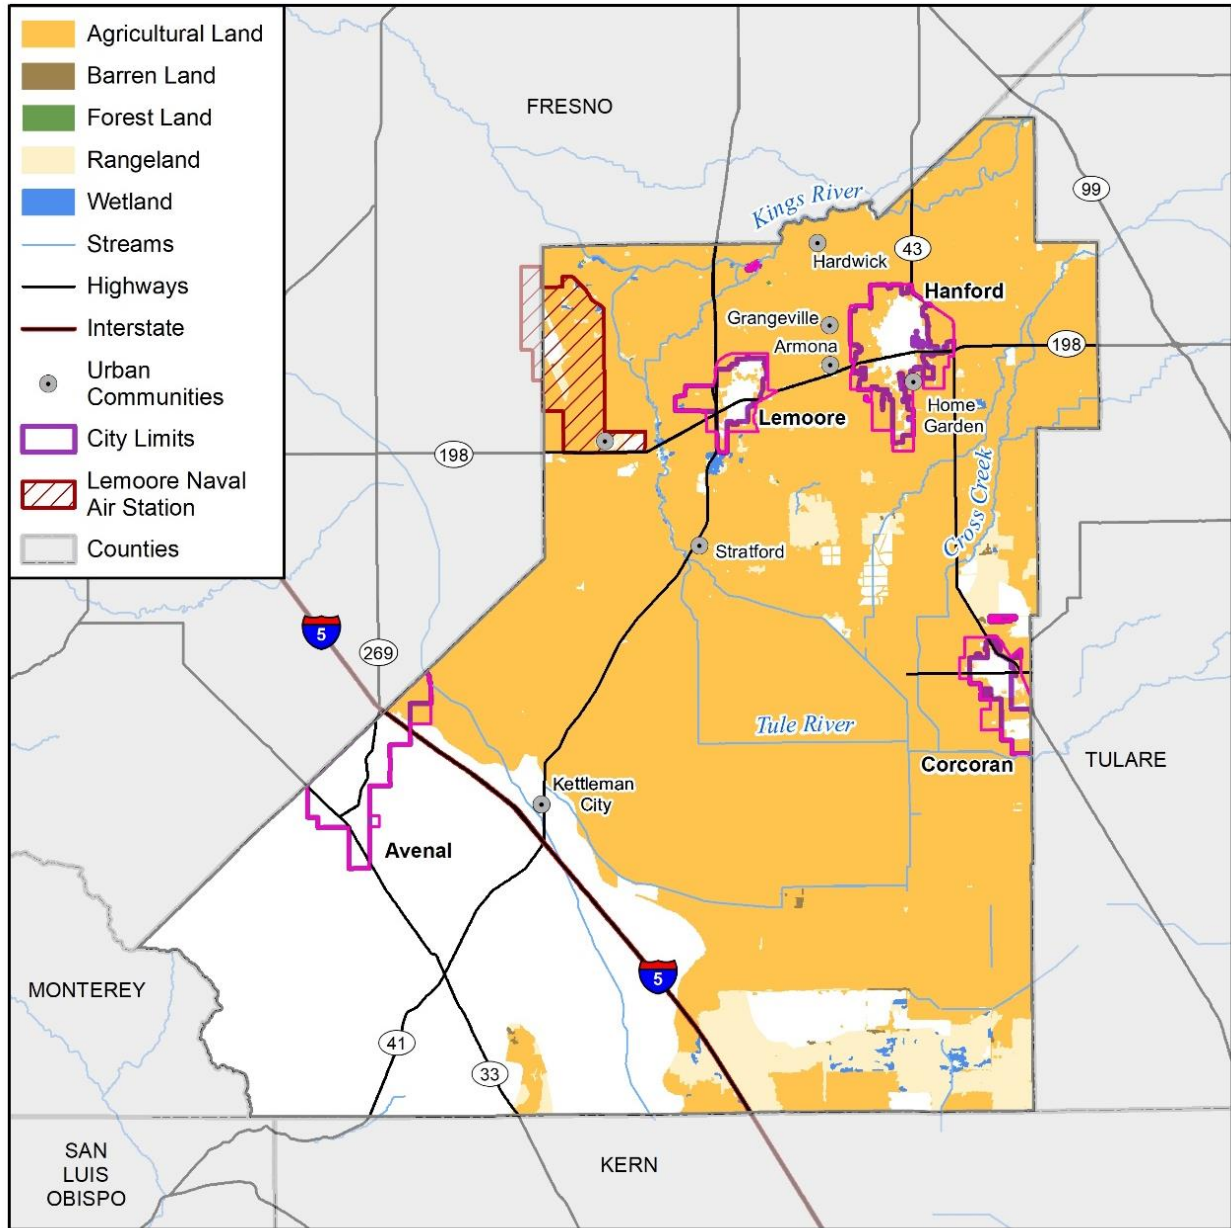 Agricultural Land
Barren Land
Forest Land
Rangeland
Wetland
Streams
Highways
Interstate
Urban
Communities
City Limits
Lemoore Naval
Air Station
Counties
FRESNO
99
Kings River
43
Hardwick
Hanford
Grangeville
Armona
198
Lemoore
Home
Garden
198
Cross Creek
Stratford
5
269
Tule River
Corcoran
TULARE
Kettleman
City
Avenal
5
MONTEREY
41
33
SAN
LUIS
OBISPO
KERN